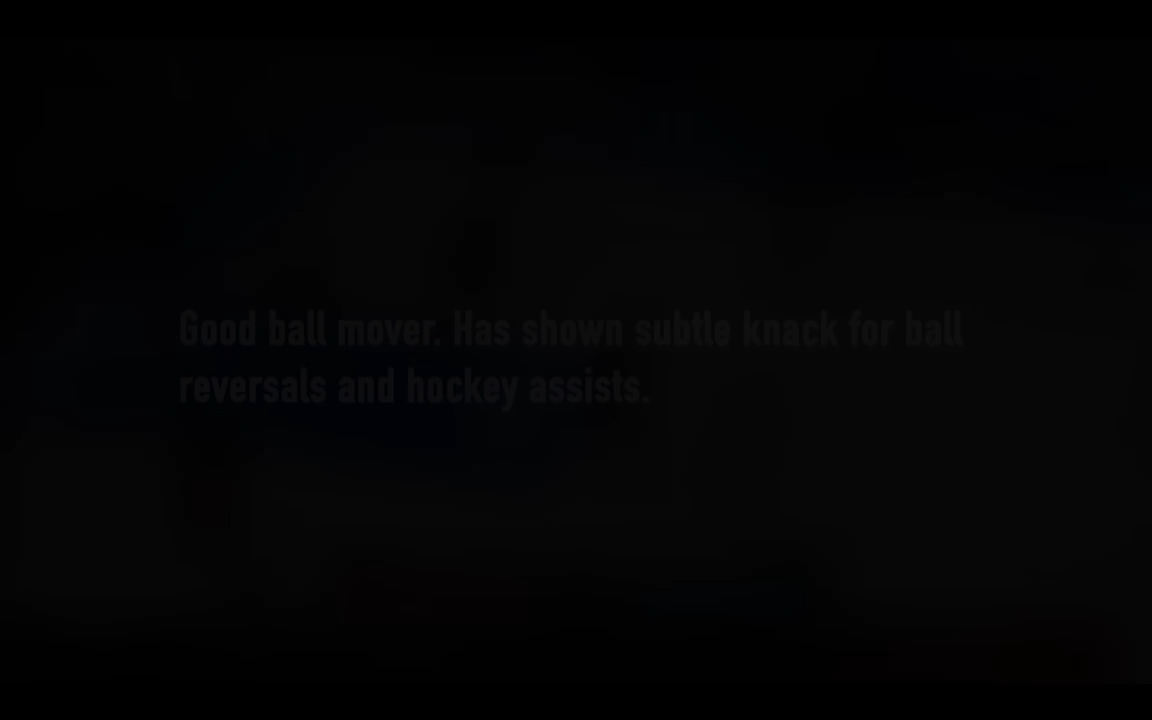 Good ball mover. Has shown subtle knack for ball
reversals and hockey assists.